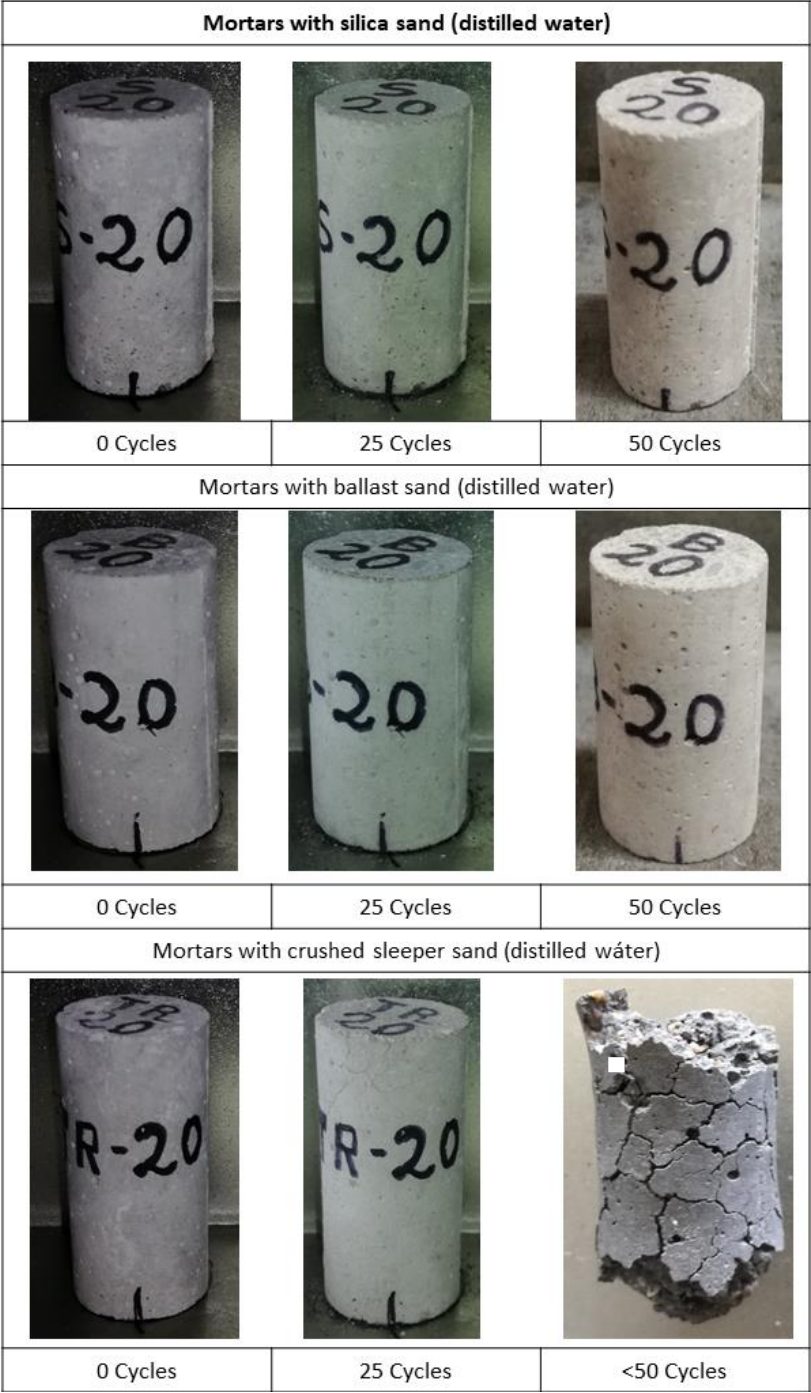 Mortars with silica sand (distilled water)
S
20
S-20
S
20
S-20
S
20
S-20
0 Cycles
25 Cycles
50 Cycles
Mortars with ballast sand (distilled water)
B
20
-20
B
20
-20
B
20
-20
0 Cycles
25 Cycles
50 Cycles
Mortars with crushed sleeper sand (distilled wáter)
TR
20
TR-20
TR
20
TR-20
0 Cycles
25 Cycles
<50 Cycles